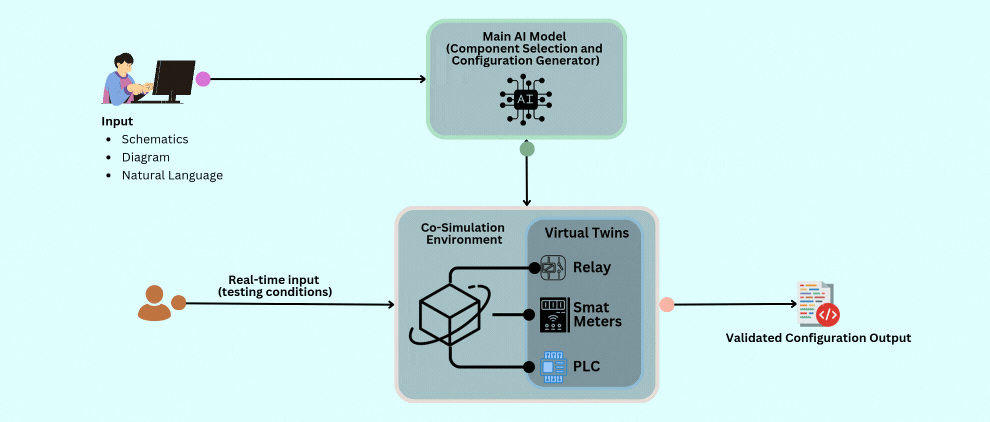 Main AI Model
(Component Selection and
Configuration Generator)
AI
Input
Schematics
Diagram
Natural Language
Co-Simulation
Environment
Virtual Twins
Relay
Smat
Meters
PLC
Real-time input
(testing conditions)
</>
Validated Configuration Output